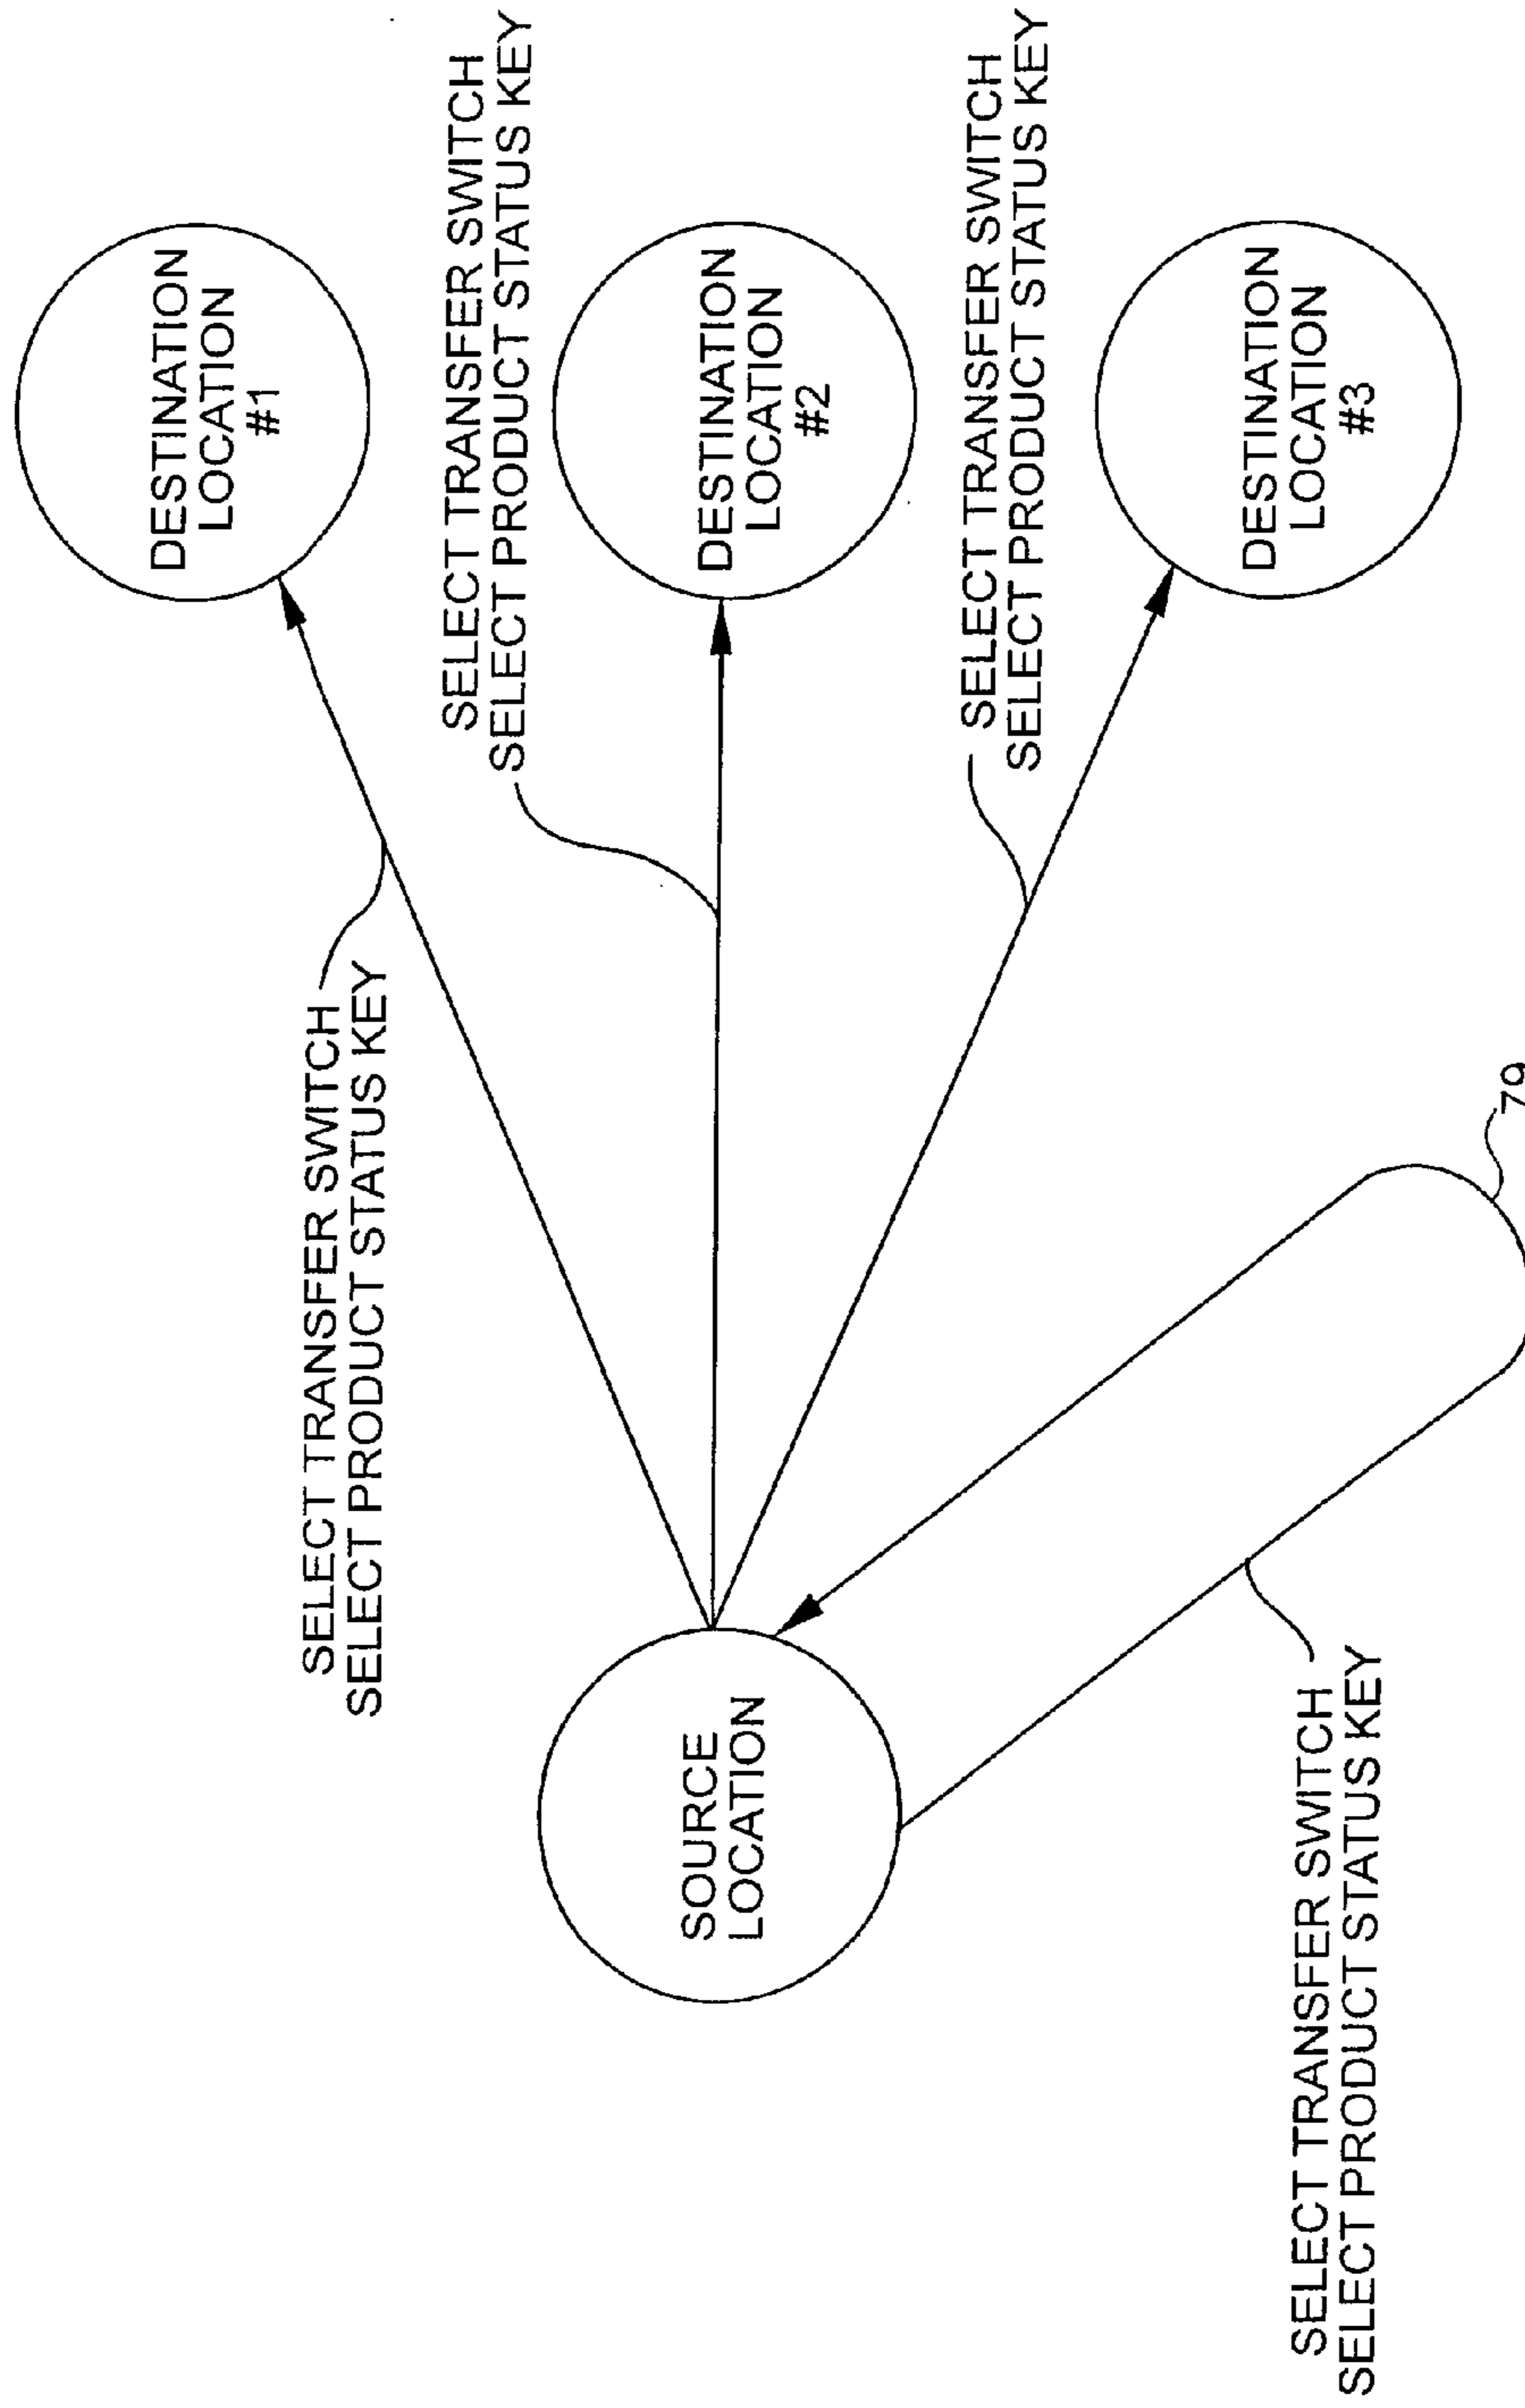 SELECT TRANSFER SWITCH
SELECT PRODUCT STATUS KEY
DESTINATION
LOCATION
#1
SELECT TRANSFER SWITCH
SELECT PRODUCT STATUS KEY
SOURCE
LOCATION
DESTINATION
LOCATION
#2
SELECT TRANSFER SWITCH
SELECT PRODUCT STATUS KEY
DESTINATION
LOCATION
#3
SELECT TRANSFER SWITCH
SELECT PRODUCT STATUS KEY
79